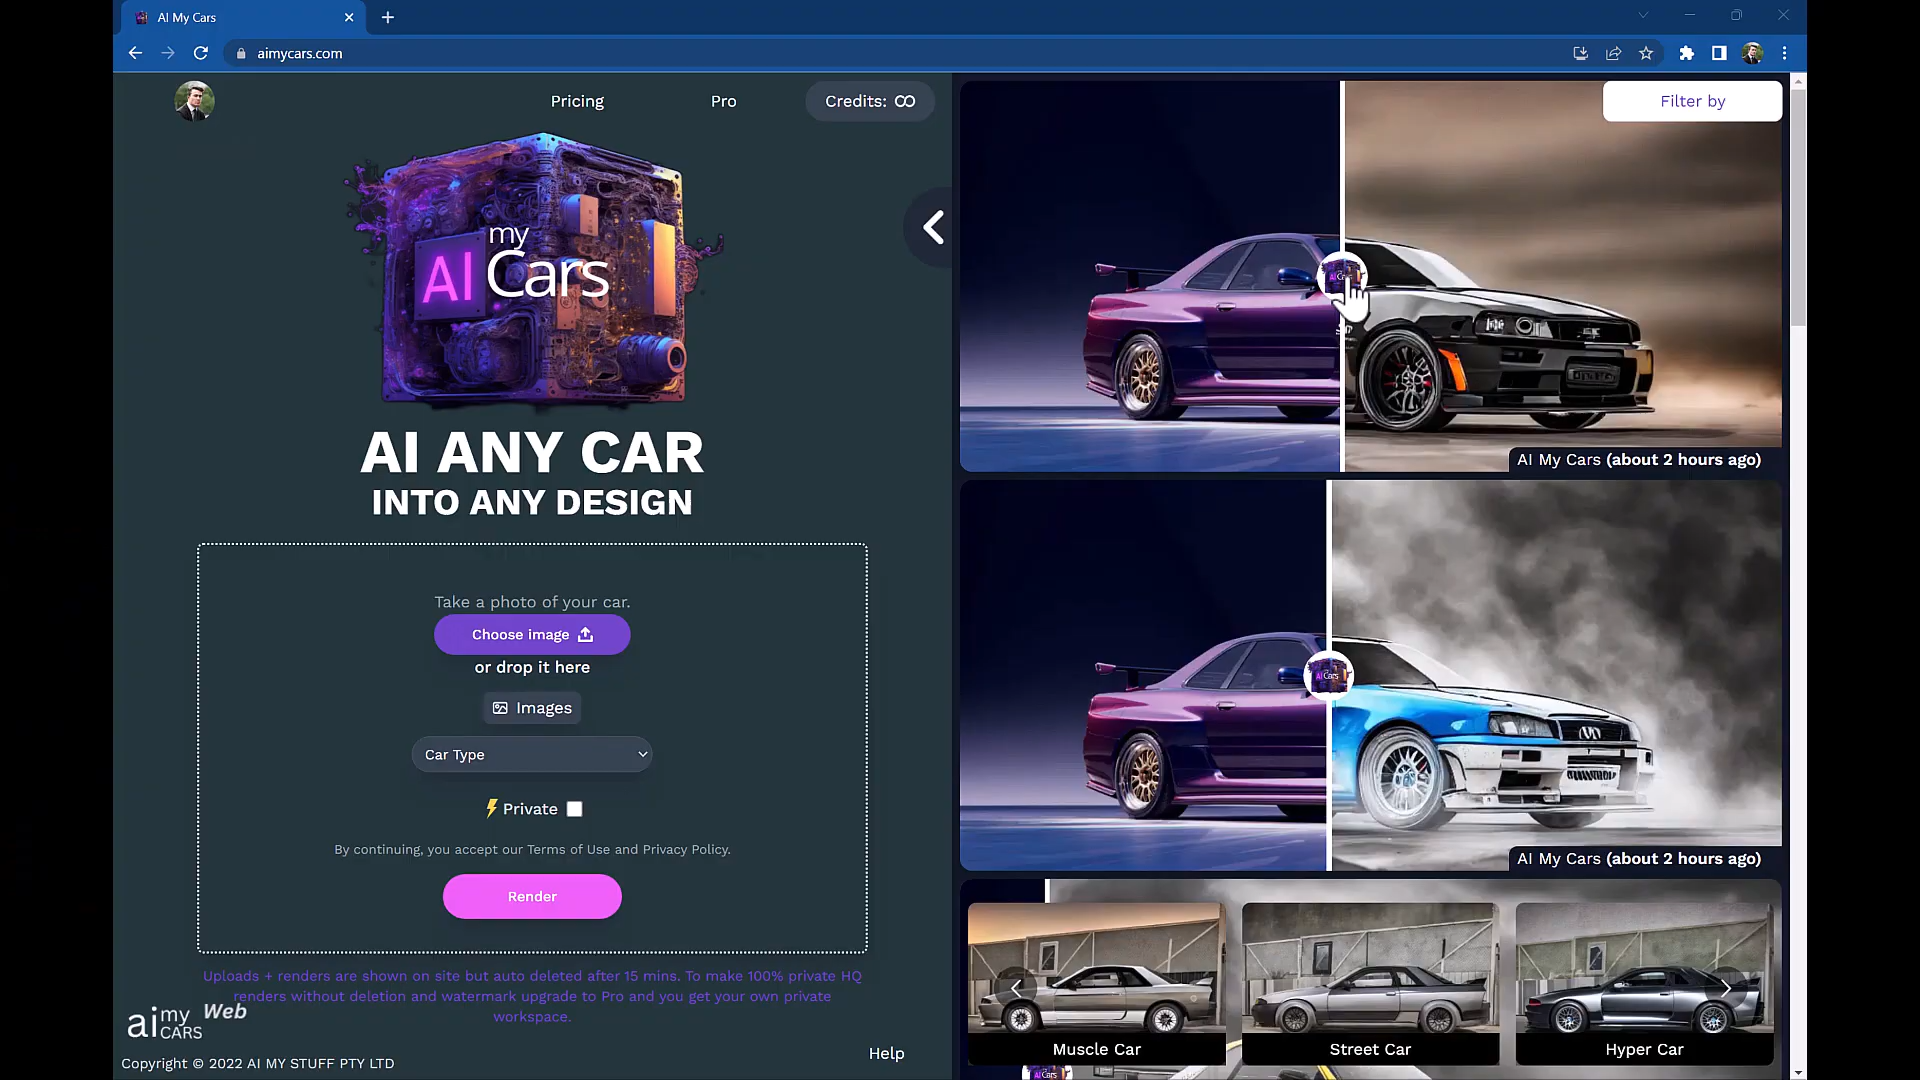 AI My Cars
aimycars.com
Pricing
Pro
Credits:
my
AI Cars
AI ANY CAR
INTO ANY DESIGN
Take a photo of your car.
Choose image
or drop it here
Images
Car Type
Private
By continuing, you accept our Terms of Use and Privacy Policy.
Render
Uploads + renders are shown on site but auto deleted after 15 mins. To make 100% private HQ
renders without deletion and watermark upgrade to Pro and you get your own private
workspace.
ai my CARS Web
Help
Copyright © 2022 AI MY STUFF PTY LTD
Filter by
AI My Cars (about 2 hours ago)
AI Cars
AI My Cars (about 2 hours ago)
Muscle Car
Street Car
Hyper Car
AI Cars